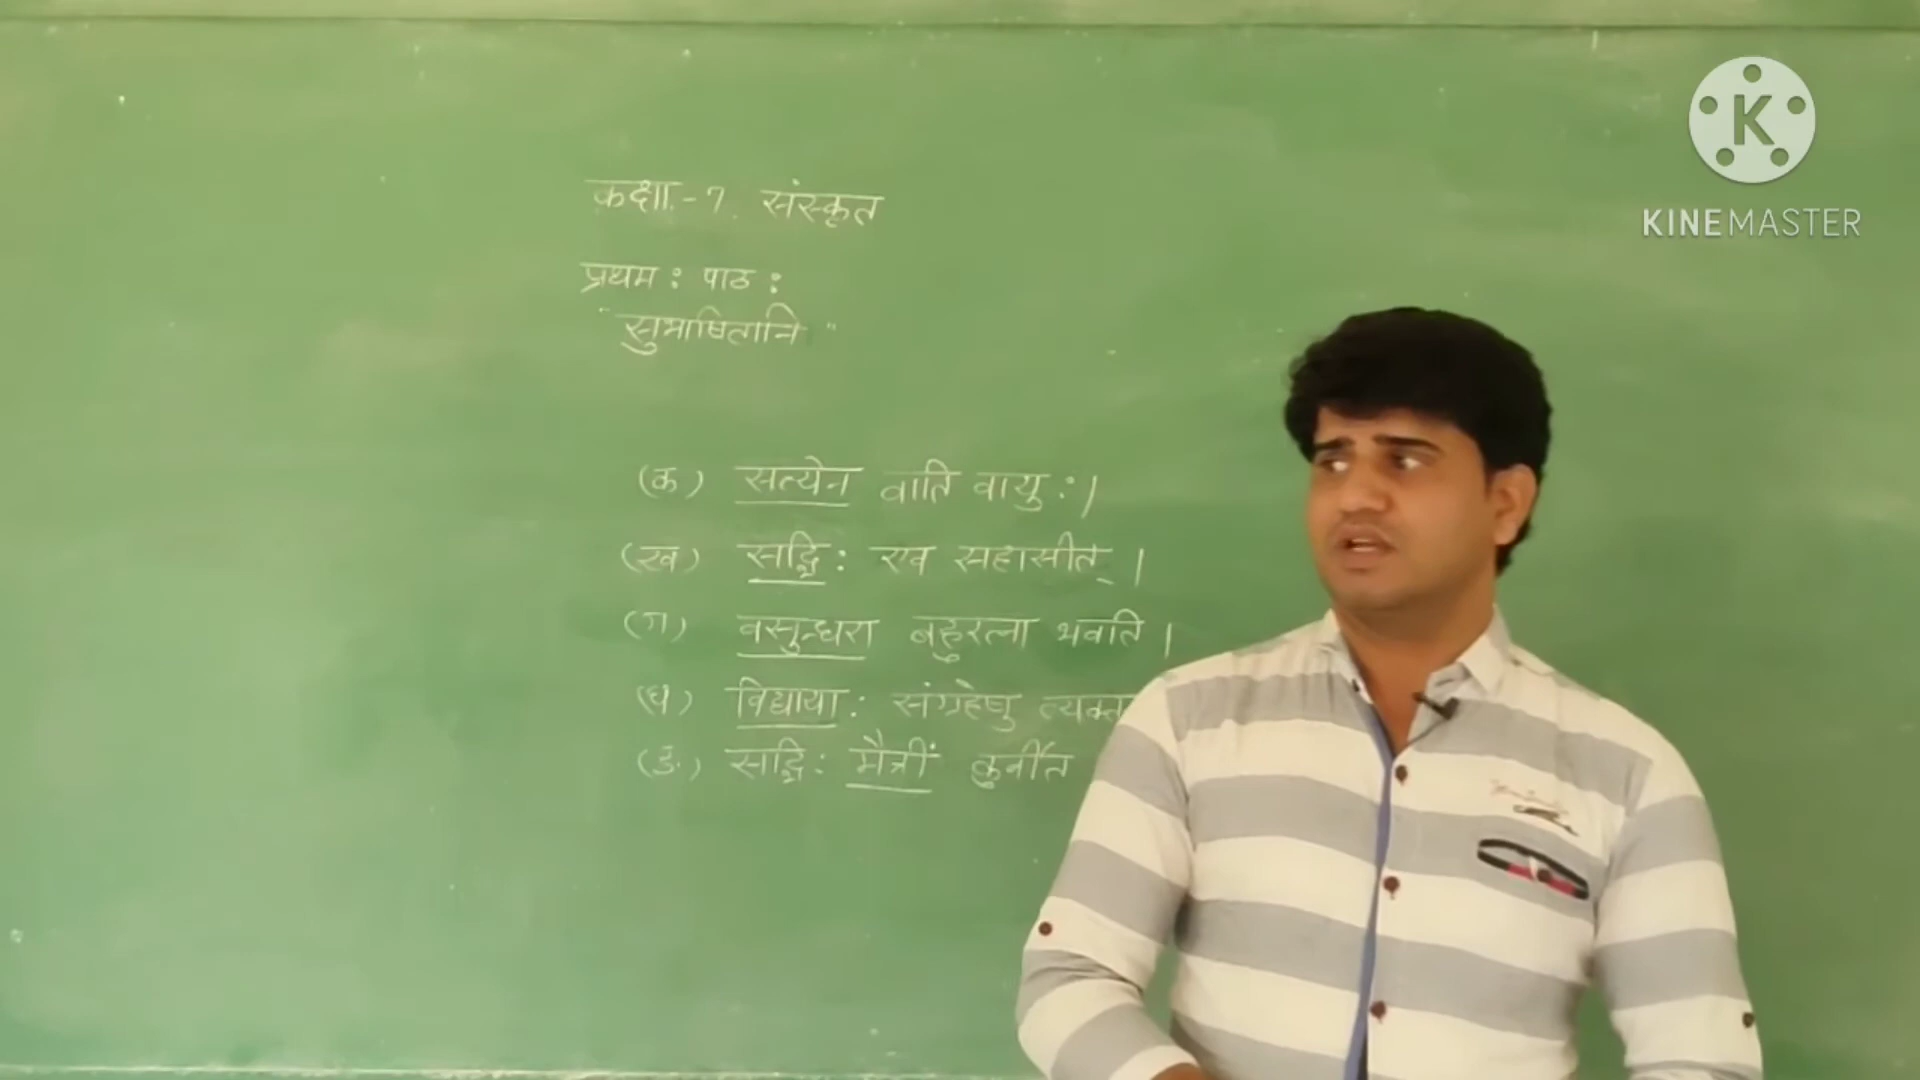 कक्षा - 7. संस्कृत
प्रथम : पाठ :
"सुभाषितानि"
(क) सत्येन वाति वायु : ।
(ख) सद्भि : एव सहासीत् ।
(ग) वसुन्धरा बहुरत्ना भवति ।
(घ) विद्याया : संग्रहेषु
(ङ) सद्भि : मैत्रीं कुर्वीत
K
KINEMASTER